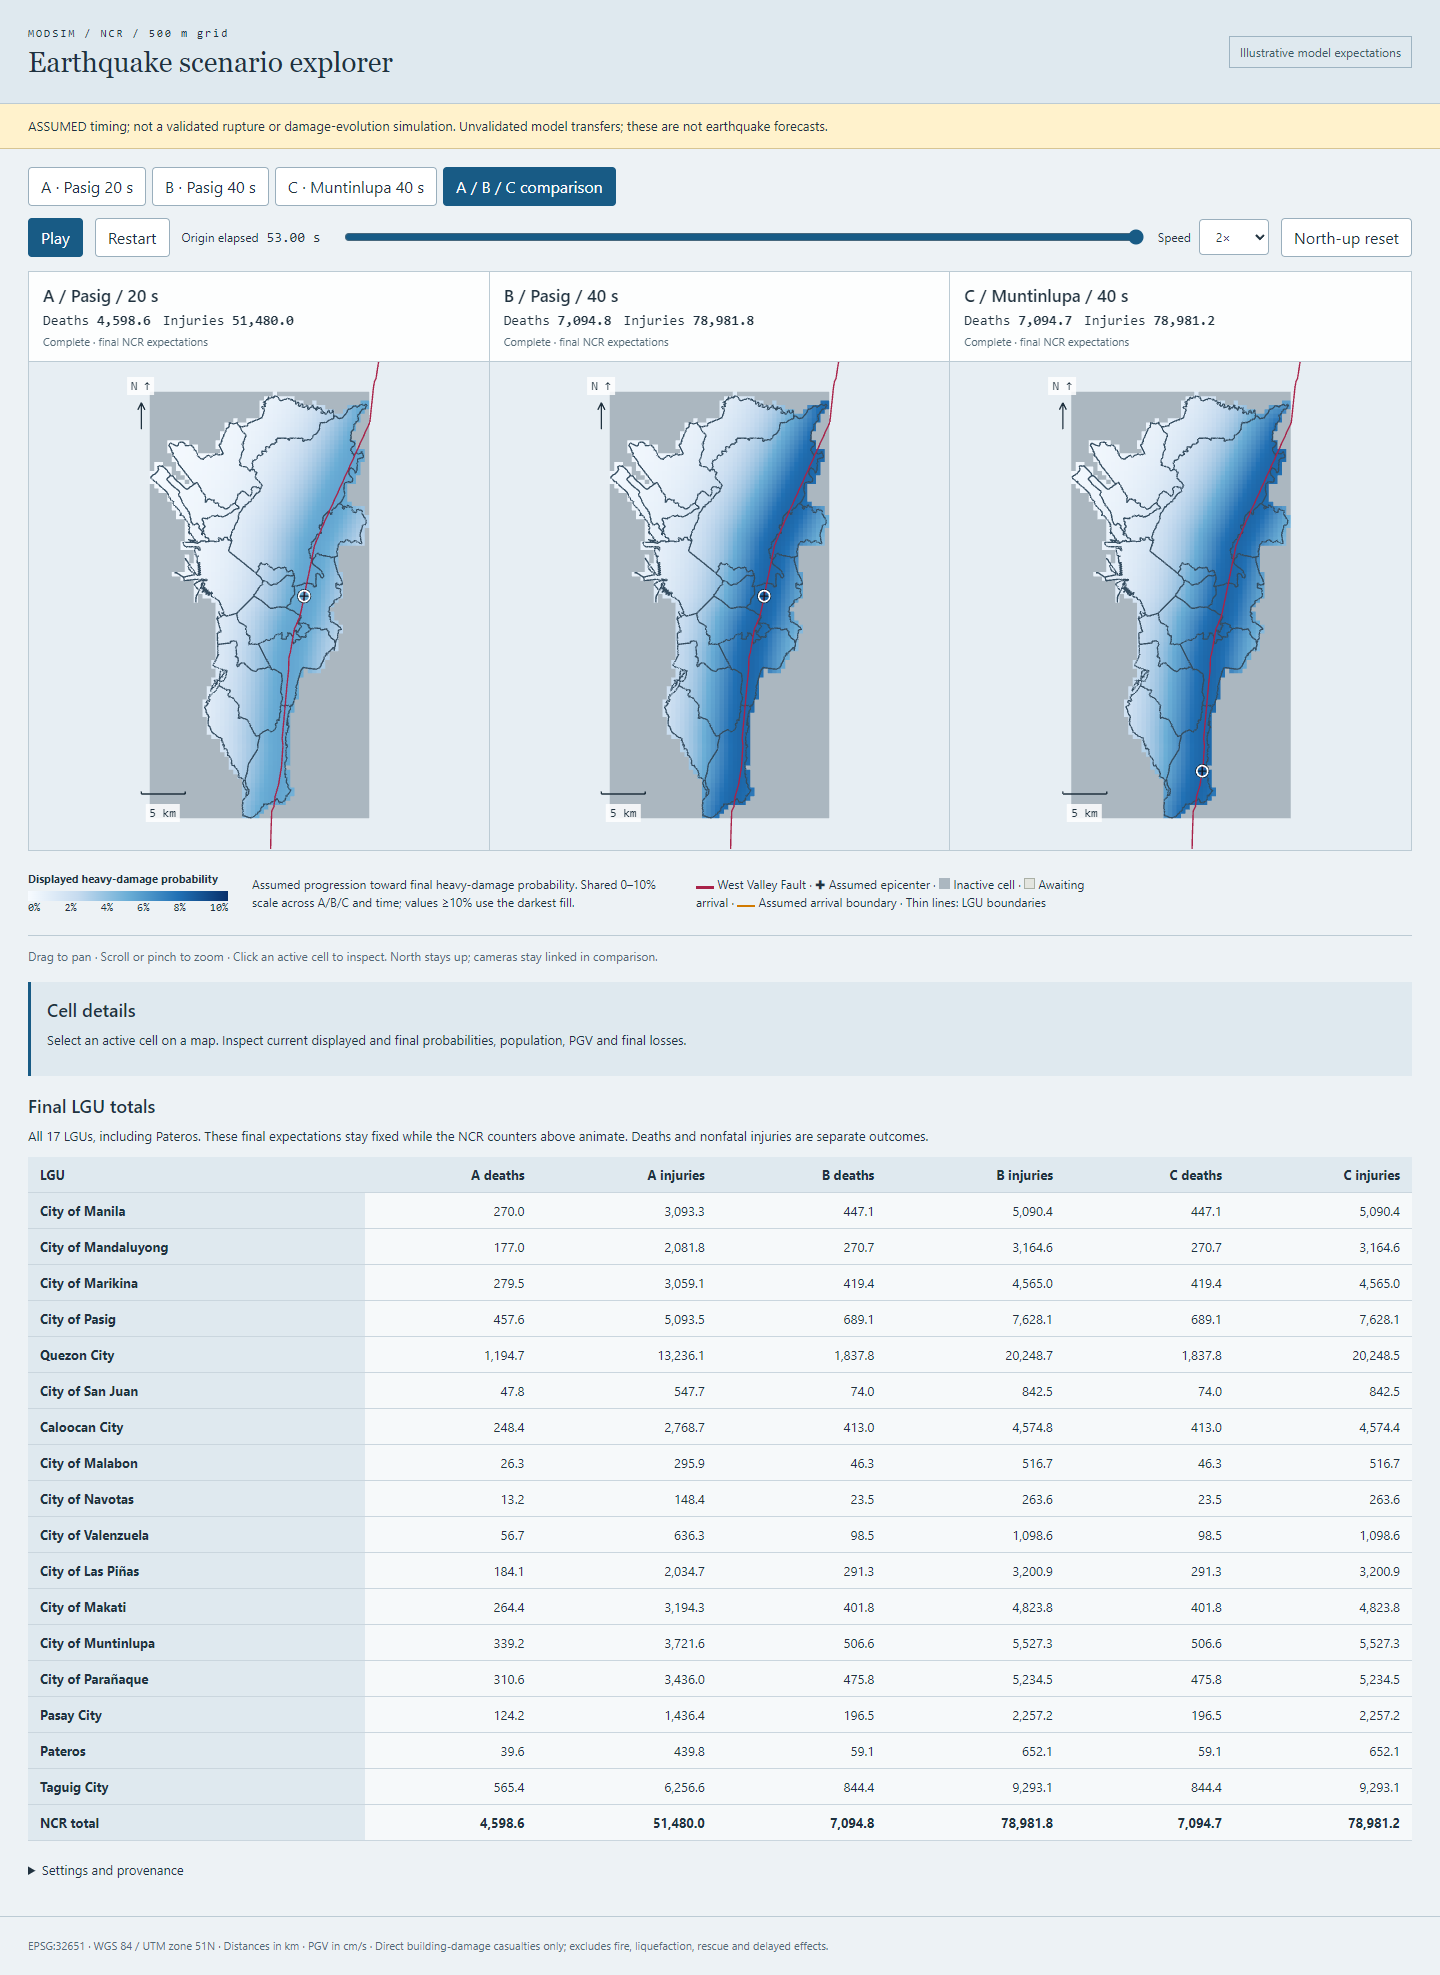 MODSIM / NCR / 500 m grid
Earthquake scenario explorer
Illustrative model expectations
ASSUMED timing; not a validated rupture or damage-evolution simulation. Unvalidated model transfers; these are not earthquake forecasts.
A · Pasig 20 s
B · Pasig 40 s
C · Muntinlupa 40 s
A / B / C comparison
Play
Restart
Origin elapsed 53.00 s
Speed
2×
North-up reset
A / Pasig / 20 s
Deaths 4,598.6 Injuries 51,480.0
Complete · final NCR expectations
B / Pasig / 40 s
Deaths 7,094.8 Injuries 78,981.8
Complete · final NCR expectations
C / Muntinlupa / 40 s
Deaths 7,094.7 Injuries 78,981.2
Complete · final NCR expectations
N ↑
5 km
N ↑
5 km
N ↑
5 km
Displayed heavy-damage probability
0% 2% 4% 6% 8% 10%
Assumed progression toward final heavy-damage probability. Shared 0–10%
scale across A/B/C and time; values ≥10% use the darkest fill.
West Valley Fault · ✚ Assumed epicenter · Inactive cell · Awaiting
arrival · Assumed arrival boundary · Thin lines: LGU boundaries
Drag to pan · Scroll or pinch to zoom · Click an active cell to inspect. North stays up; cameras stay linked in comparison.
Cell details
Select an active cell on a map. Inspect current displayed and final probabilities, population, PGV and final losses.
Final LGU totals
All 17 LGUs, including Pateros. These final expectations stay fixed while the NCR counters above animate. Deaths and nonfatal injuries are separate outcomes.
LGU A deaths A injuries B deaths B injuries C deaths C injuries
City of Manila 270.0 3,093.3 447.1 5,090.4 447.1 5,090.4
City of Mandaluyong 177.0 2,081.8 270.7 3,164.6 270.7 3,164.6
City of Marikina 279.5 3,059.1 419.4 4,565.0 419.4 4,565.0
City of Pasig 457.6 5,093.5 689.1 7,628.1 689.1 7,628.1
Quezon City 1,194.7 13,236.1 1,837.8 20,248.7 1,837.8 20,248.5
City of San Juan 47.8 547.7 74.0 842.5 74.0 842.5
Caloocan City 248.4 2,768.7 413.0 4,574.8 413.0 4,574.4
City of Malabon 26.3 295.9 46.3 516.7 46.3 516.7
City of Navotas 13.2 148.4 23.5 263.6 23.5 263.6
City of Valenzuela 56.7 636.3 98.5 1,098.6 98.5 1,098.6
City of Las Piñas 184.1 2,034.7 291.3 3,200.9 291.3 3,200.9
City of Makati 264.4 3,194.3 401.8 4,823.8 401.8 4,823.8
City of Muntinlupa 339.2 3,721.6 506.6 5,527.3 506.6 5,527.3
City of Parañaque 310.6 3,436.0 475.8 5,234.5 475.8 5,234.5
Pasay City 124.2 1,436.4 196.5 2,257.2 196.5 2,257.2
Pateros 39.6 439.8 59.1 652.1 59.1 652.1
Taguig City 565.4 6,256.6 844.4 9,293.1 844.4 9,293.1
NCR total 4,598.6 51,480.0 7,094.8 78,981.8 7,094.7 78,981.2
▶ Settings and provenance
EPSG:32651 · WGS 84 / UTM zone 51N · Distances in km · PGV in cm/s · Direct building-damage casualties only; excludes fire, liquefaction, rescue and delayed effects.